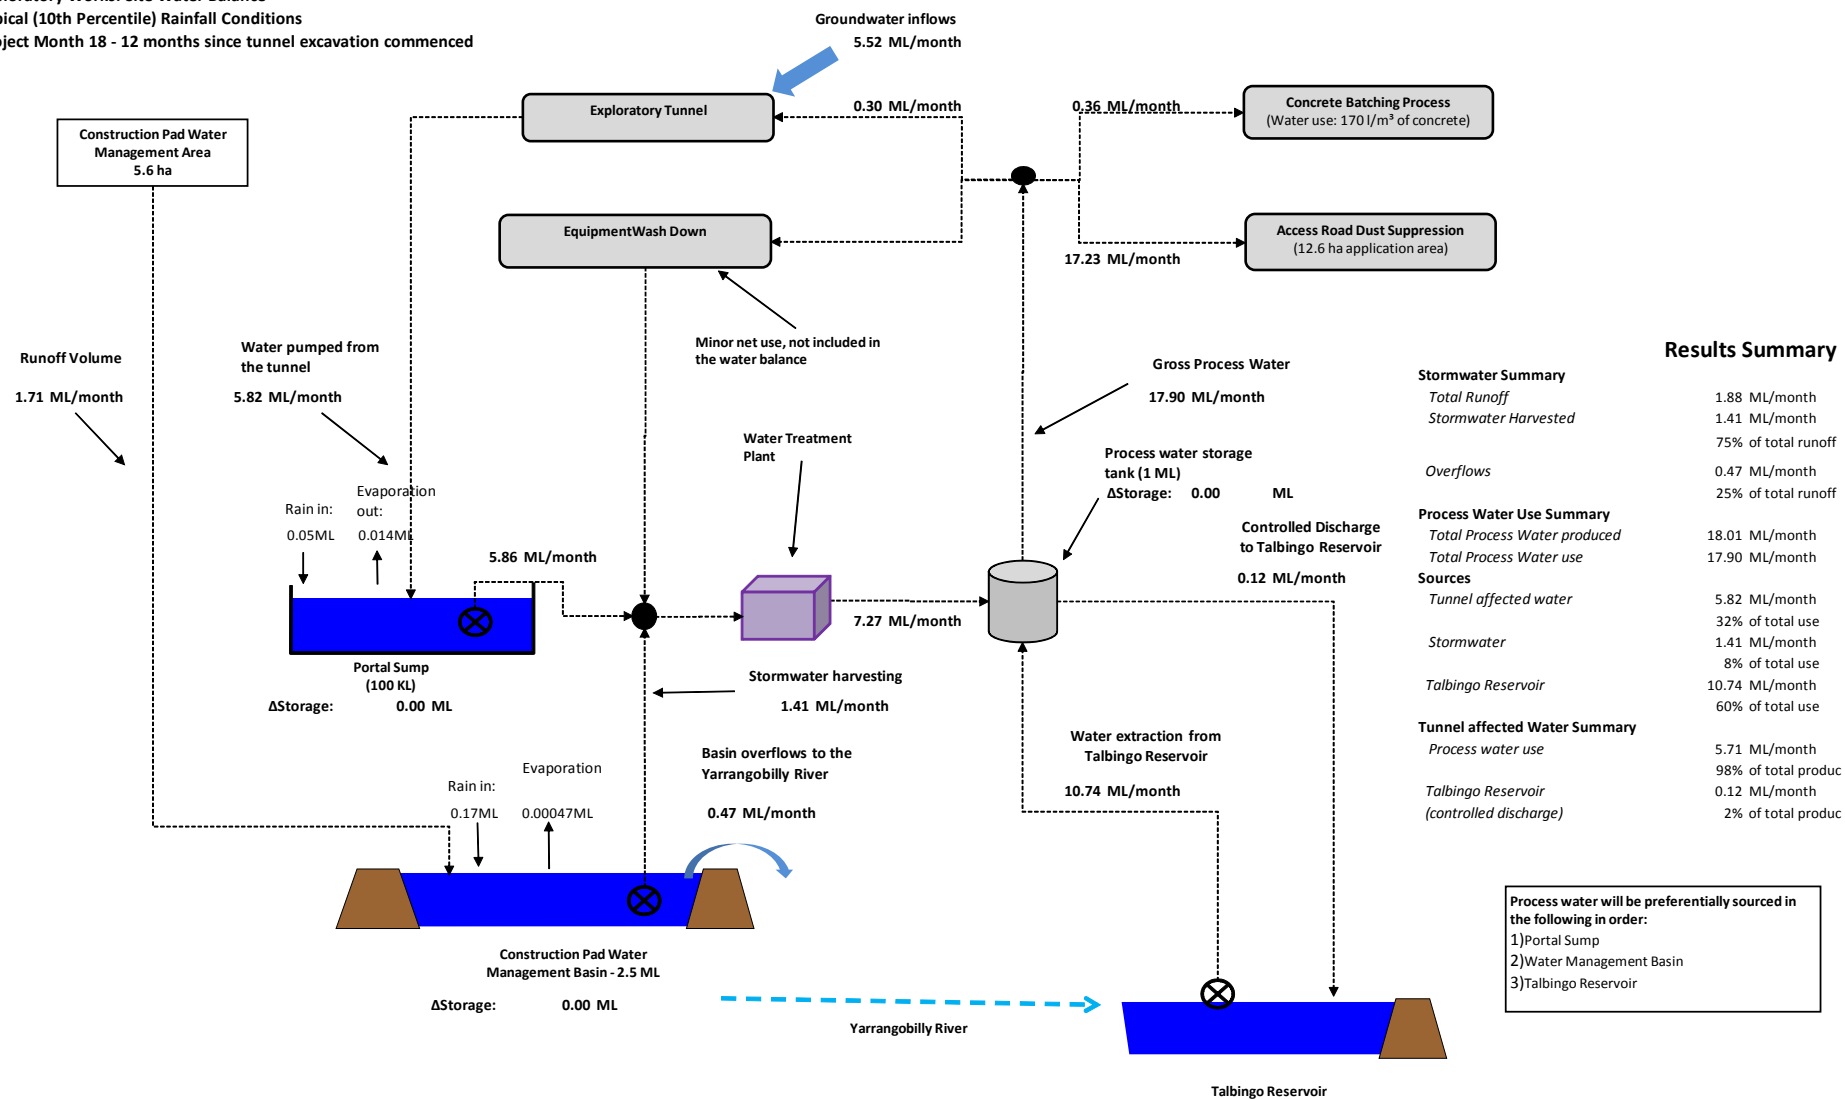 Typical (10th Percentile) Rainfall Conditions
Project Month 18 - 12 months since tunnel excavation commenced
Groundwater inflows
5.52 ML/month
Exploratory Tunnel
0.30 ML/month
0.36 ML/month
Concrete Batching Process
(Water use: 170 l/m³ of concrete)
Construction Pad Water
Management Area
5.6 ha
EquipmentWash Down
Access Road Dust Suppression
(12.6 ha application area)
17.23 ML/month
Minor net use, not included in
the water balance
Runoff Volume
1.71 ML/month
Water pumped from
the tunnel
5.82 ML/month
Gross Process Water
17.90 ML/month
Water Treatment
Plant
Process water storage
tank (1 ML)
ΔStorage: 0.00 ML
Rain in:
0.05ML
Evaporation
out:
0.014ML
5.86 ML/month
Controlled Discharge
to Talbingo Reservoir
0.12 ML/month
7.27 ML/month
Portal Sump
(100 KL)
ΔStorage: 0.00 ML
Stormwater harvesting
1.41 ML/month
Water extraction from
Talbingo Reservoir
10.74 ML/month
Basin overflows to the
Yarrangobilly River
0.47 ML/month
Rain in:
0.17ML
Evaporation
0.00047ML
Construction Pad Water
Management Basin - 2.5 ML
ΔStorage: 0.00 ML
Yarrangobilly River
Talbingo Reservoir
Results Summary
Stormwater Summary
Total Runoff 1.88 ML/month
Stormwater Harvested 1.41 ML/month
75% of total runoff
Overflows 0.47 ML/month
25% of total runoff
Process Water Use Summary
Total Process Water produced 18.01 ML/month
Total Process Water use 17.90 ML/month
Sources
Tunnel affected water 5.82 ML/month
32% of total use
Stormwater 1.41 ML/month
8% of total use
Talbingo Reservoir 10.74 ML/month
60% of total use
Tunnel affected Water Summary
Process water use 5.71 ML/month
98% of total produc
Talbingo Reservoir 0.12 ML/month
(controlled discharge) 2% of total produc
Process water will be preferentially sourced in
the following in order:
1)Portal Sump
2)Water Management Basin
3)Talbingo Reservoir